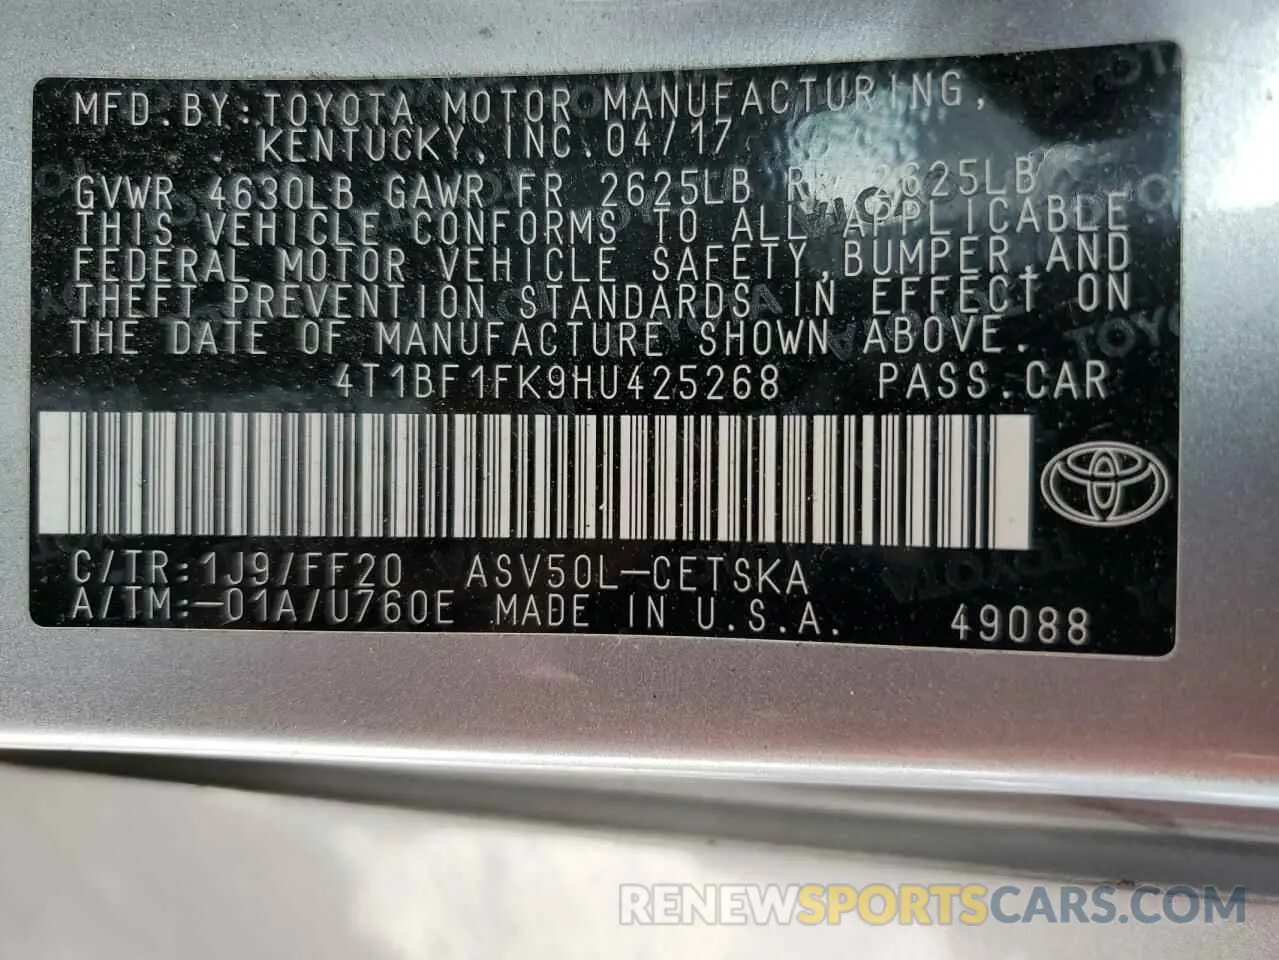 MFD.BY:TOYOTA MOTOR MANUFACTURING,
KENTUCKY, INC. 04/17
GVWR 4630LB GAWR FR 2625LB RR 2625LB
THIS VEHICLE CONFORMS TO ALL APPLICABLE
FEDERAL MOTOR VEHICLE SAFETY,BUMPER,AND
THEFT PREVENTION STANDARDS IN EFFECT ON
THE DATE OF MANUFACTURE SHOWN ABOVE.
4T1BF1FK9HU425268 PASS.CAR
C/TR:1J9/FF20 ASV50L-CETSKA
A/TM:-01A/U760E MADE IN U.S.A. 49088
RENEWSPORTSCARS.COM